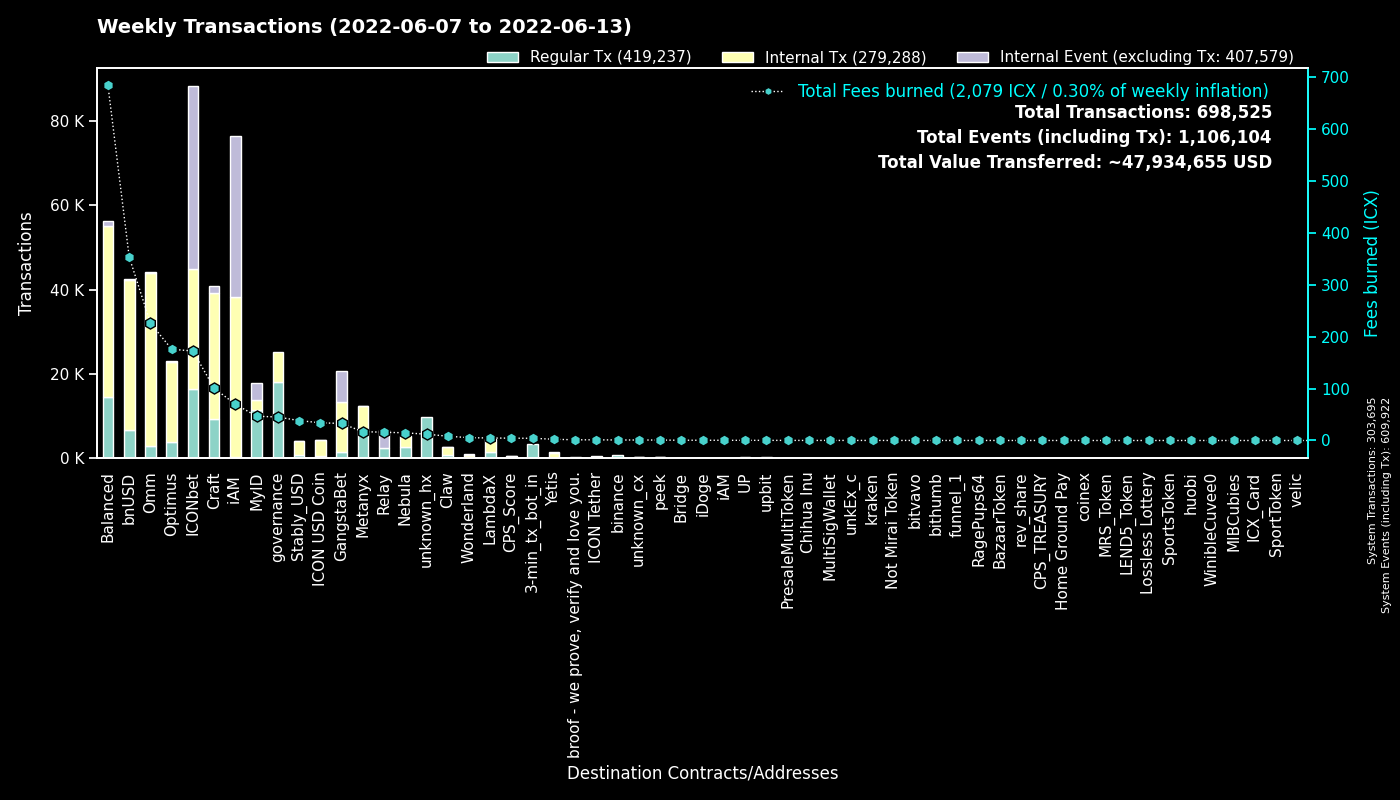 Weekly Transactions (2022-06-07 to 2022-06-13)
Regular Tx (419,237)
Internal Tx (279,288)
Internal Event (excluding Tx: 407,579)
Total Fees burned (2,079 ICX / 0.30% of weekly inflation)
Total Transactions: 698,525
Total Events (including Tx): 1,106,104
Total Value Transferred: ~47,934,655 USD
Transactions
80 K
60 K
40 K
20 K
0 K
700
600
500
400
300
200
100
0
Fees burned (ICX)
System Transactions: 303,695
System Events (including Tx): 609,922
Balanced
bnUSD
Omm
Optimus
ICONbet
Craft
iAM
MyID
governance
Stably_USD
ICON USD Coin
GangstaBet
Metanyx
Relay
Nebula
unknown_hx
Claw
Wonderland
LambdaX
CPS_Score
3-min_tx_bot_in
Yetis
broof - we prove, verify and love you.
ICON Tether
binance
unknown_cx
peek
Bridge
iDoge
iAM
UP
upbit
PresaleMultiToken
Chihua Inu
MultiSigWallet
unkEx_c
kraken
Not Mirai Token
bitvavo
bithumb
funnel_1
RagePups64
BazaarToken
rev_share
CPS_TREASURY
Home Ground Pay
coinex
MRS_Token
LEND5_Token
Lossless Lottery
SportsToken
huobi
WinibleCuvee0
MIBCubies
ICX_Card
SportToken
velic
Destination Contracts/Addresses